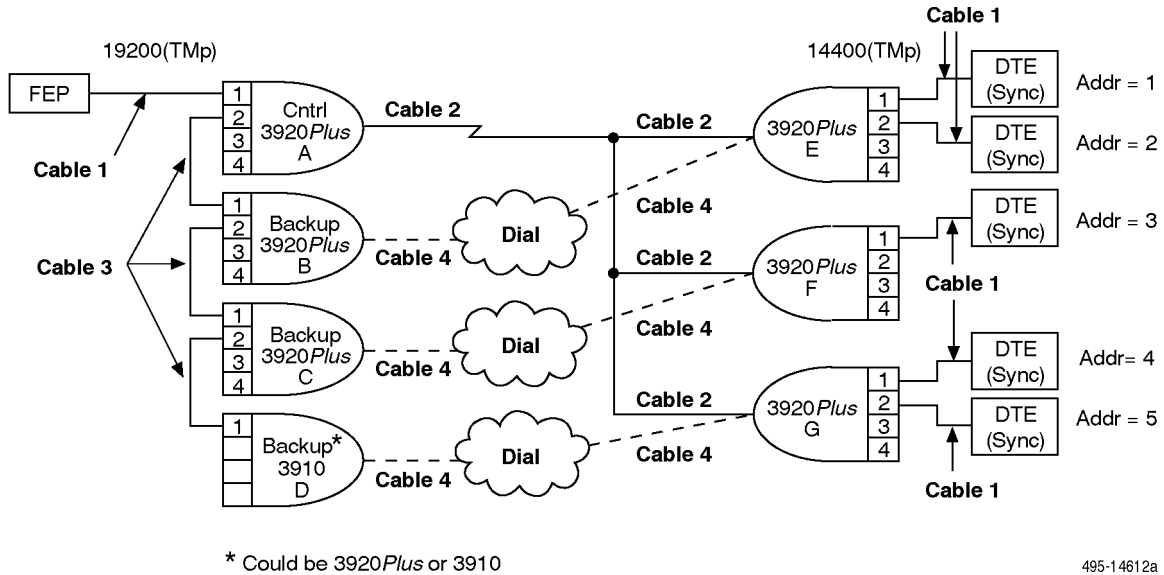 Cable 1
19200(TMp)
14400(TMp)
FEP
1
2
3
4
Cntrl
3920Plus
A
Cable 2
Cable 2
3920Plus
E
1
2
3
4
DTE
(Sync)
Addr = 1
DTE
(Sync)
Addr = 2
Cable 1
Cable 3
1
2
3
4
Backup
3920Plus
B
Cable 4
Dial
Cable 4
Cable 2
3920Plus
F
1
2
3
4
DTE
(Sync)
Addr = 3
Cable 1
1
2
3
4
Backup
3920Plus
C
Cable 4
Dial
Cable 4
Cable 2
3920Plus
G
1
2
3
4
DTE
(Sync)
Addr= 4
DTE
(Sync)
Addr = 5
1
Backup*
3910
D
Cable 4
Dial
Cable 4
Cable 1
* Could be 3920Plus or 3910
495-14612a